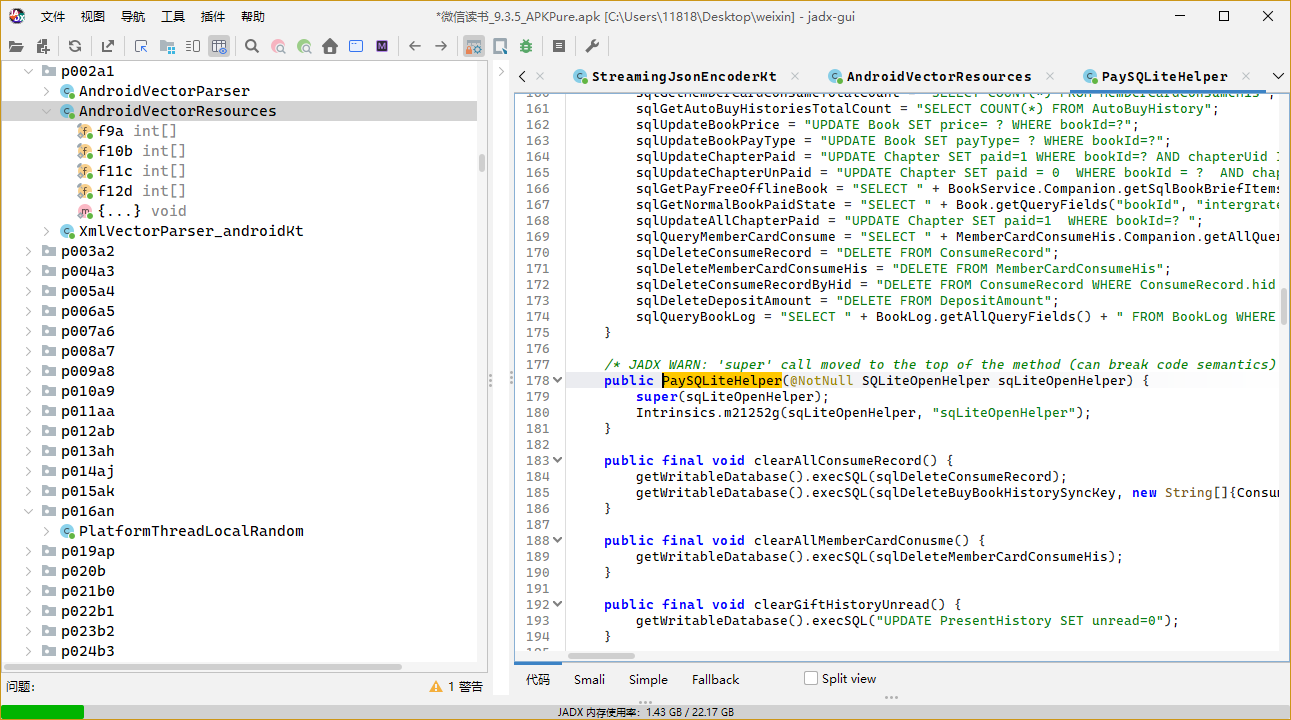 *微信读书_9.3.5_APKPure.apk [C:\Users\11818\Desktop\weixin] - jadx-gui
文件 视图 导航 工具 插件 帮助
p002a1
AndroidVectorParser
AndroidVectorResources
f9a int[]
f10b int[]
f11c int[]
f12d int[]
{...} void
XmlVectorParser_androidKt
p003a2
p004a3
p005a4
p006a5
p007a6
p008a7
p009a8
p010a9
p011aa
p012ab
p013ah
p014aj
p015ak
p016an
PlatformThreadLocalRandom
p019ap
p020b
p021b0
p022b1
p023b2
p024b3
问题:
1 警告
StreamingJsonEncoderKt
AndroidVectorResources
PaySQLiteHelper
160 sqlGetMemberCardConsumeTotalCount = "SELECT COUNT(*) FROM MemberCardConsumeHis";
161 sqlGetAutoBuyHistoriesTotalCount = "SELECT COUNT(*) FROM AutoBuyHistory";
162 sqlUpdateBookPrice = "UPDATE Book SET price= ? WHERE bookId=?";
163 sqlUpdateBookPayType = "UPDATE Book SET payType= ? WHERE bookId=?";
164 sqlUpdateChapterPaid = "UPDATE Chapter SET paid=1 WHERE bookId=? AND chapterUid
165 sqlUpdateChapterUnPaid = "UPDATE Chapter SET paid = 0  WHERE bookId = ?  AND chap
166 sqlGetPayFreeOfflineBook = "SELECT " + BookService.Companion.getSqlBookBriefItems
167 sqlGetNormalBookPaidState = "SELECT " + Book.getQueryFields("bookId", "intergrate
168 sqlUpdateAllChapterPaid = "UPDATE Chapter SET paid=1  WHERE bookId=? ";
169 sqlQueryMemberCardConsume = "SELECT " + MemberCardConsumeHis.Companion.getAllQuer
170 sqlDeleteConsumeRecord = "DELETE FROM ConsumeRecord";
171 sqlDeleteMemberCardConsumeHis = "DELETE FROM MemberCardConsumeHis";
172 sqlDeleteConsumeRecordByHid = "DELETE FROM ConsumeRecord WHERE ConsumeRecord.hid
173 sqlDeleteDepositAmount = "DELETE FROM DepositAmount";
174 sqlQueryBookLog = "SELECT " + BookLog.getAllQueryFields() + " FROM BookLog WHERE
175 }
176
177 /* JADX WARN: 'super' call moved to the top of the method (can break code semantics)
178 public PaySQLiteHelper(@NotNull SQLiteOpenHelper sqLiteOpenHelper) {
179 super(sqLiteOpenHelper);
180 Intrinsics.m21252g(sqLiteOpenHelper, "sqLiteOpenHelper");
181 }
182
183 public final void clearAllConsumeRecord() {
184 getWritableDatabase().execSQL(sqlDeleteConsumeRecord);
185 getWritableDatabase().execSQL(sqlDeleteBuyBookHistorySyncKey, new String[]{Consu
186 }
187
188 public final void clearAllMemberCardConusme() {
189 getWritableDatabase().execSQL(sqlDeleteMemberCardConsumeHis);
190 }
191
192 public final void clearGiftHistoryUnread() {
193 getWritableDatabase().execSQL("UPDATE PresentHistory SET unread=0");
194 }
195
代码 Smali Simple Fallback Split view
JADX 内存使用率: 1.43 GB / 22.17 GB